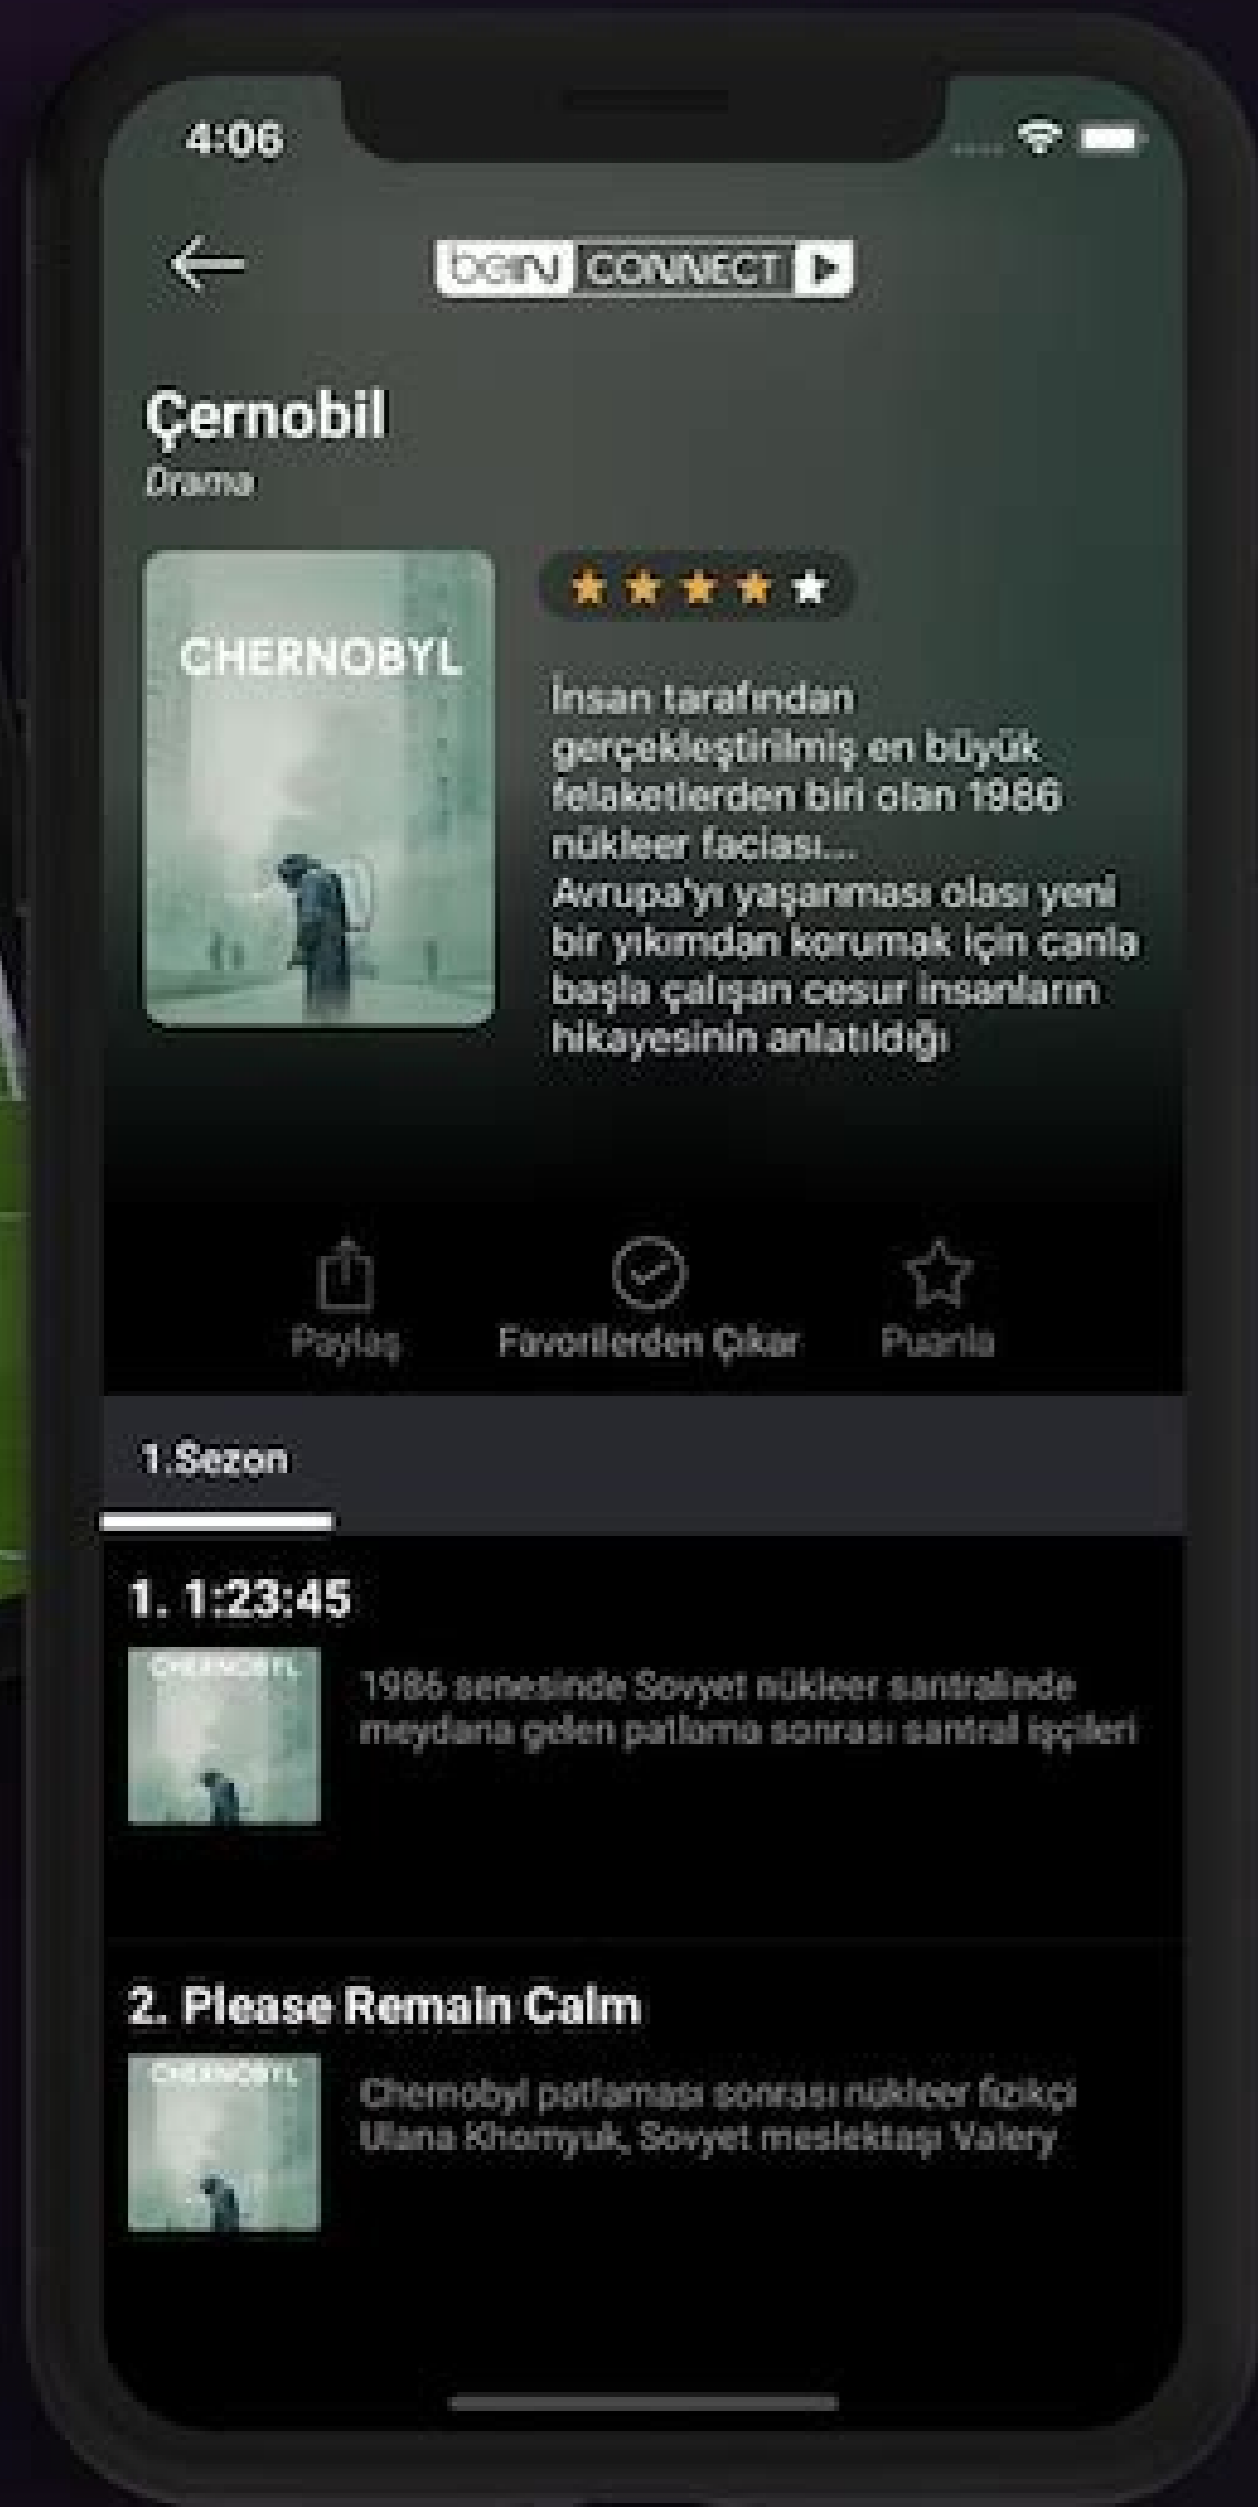 4:06
beIN CONNECT
Çernobil
Drama
CHERNOBYL
İnsan tarafından
gerçekleştirilmiş en büyük
felaketlerden biri olan 1986
nükleer faciası...
Avrupa'yı yaşanması olası yeni
bir yıkımdan korumak için canla
başla çalışan cesur insanların
hikayesinin anlatıldığı
Paylaş Favorilerden Çıkar Puanla
1.Sezon
1. 1:23:45
CHERNOBYL
1986 senesinde Sovyet nükleer santralinde
meydana gelen patlama sonrası santral işçileri
2. Please Remain Calm
CHERNOBYL
Chernobyl patlaması sonrası nükleer fizikçi
Ulana Khomyuk, Sovyet meslektaşı Valery